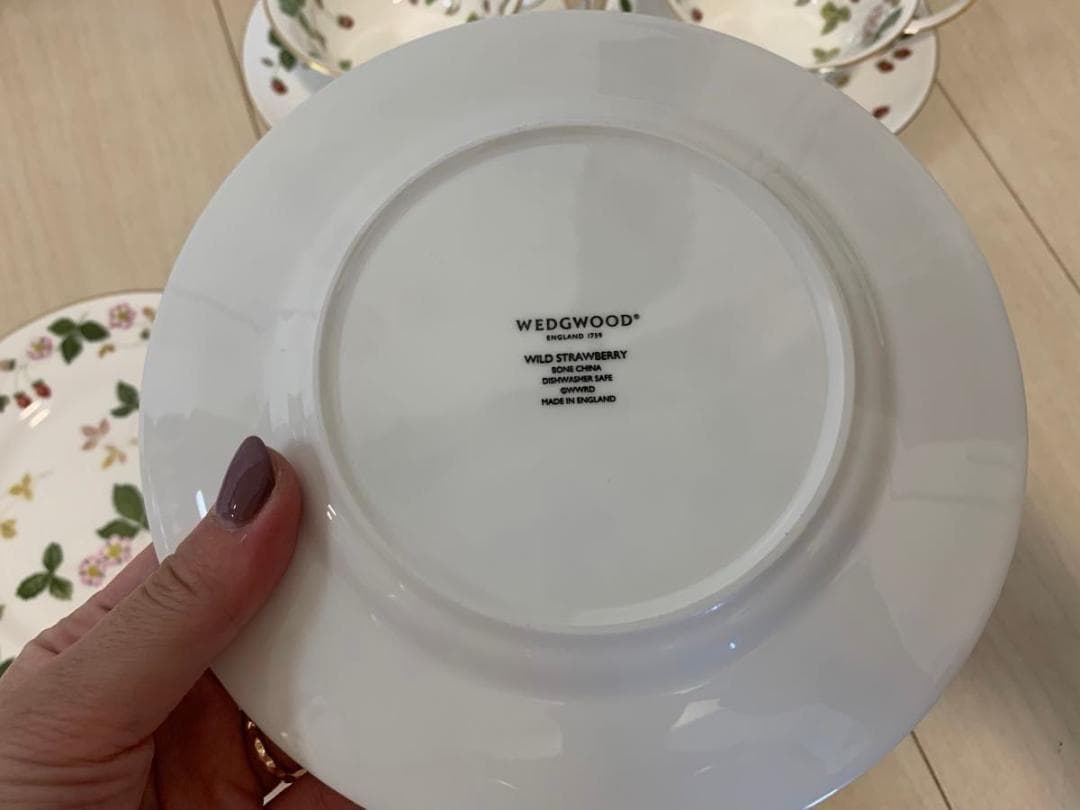 WEDGWOOD®
ENGLAND 1759
WILD STRAWBERRY
BONE CHINA
DISHWASHER SAFE
©WWRD
MADE IN ENGLAND